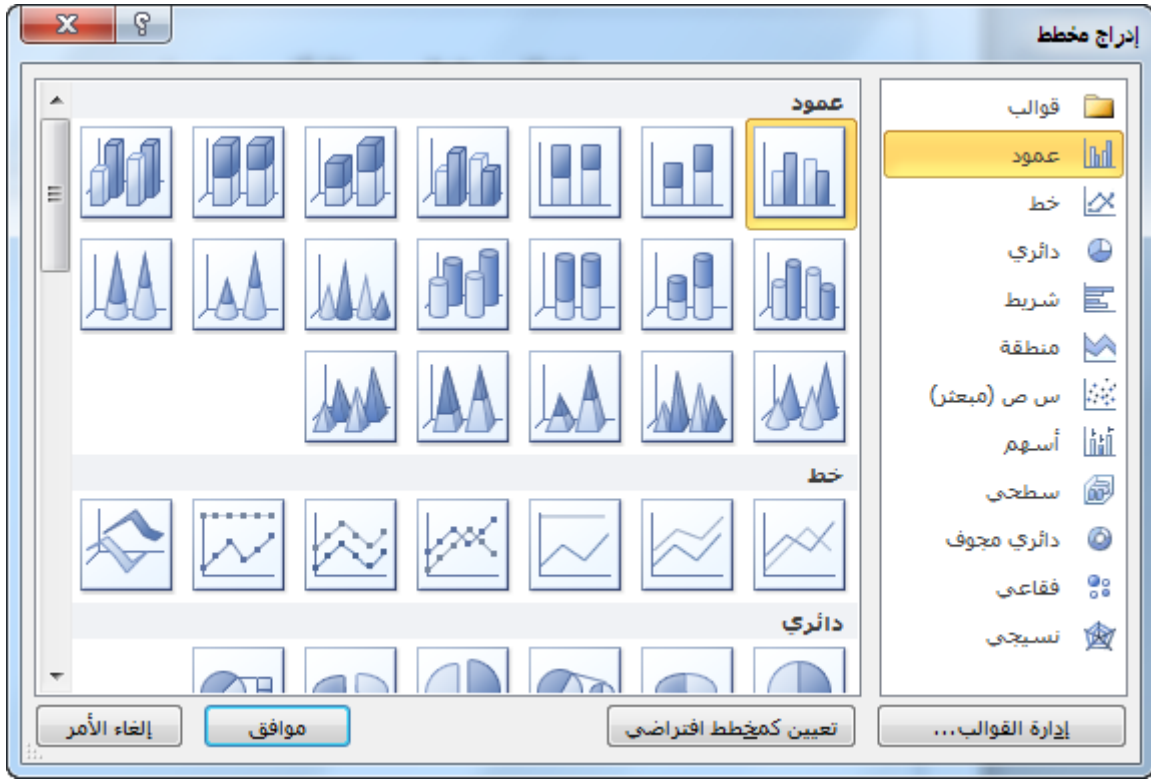 إدراج مخطط
قوالب
عمود
خط
دائري
شريط
منطقة
س ص (مبعثر)
أسهم
سطحي
دائري مجوف
فقاعي
نسيجي
عمود
خط
دائري
إدارة القوالب...
تعيين كمخطط افتراضي
موافق
إلغاء الأمر